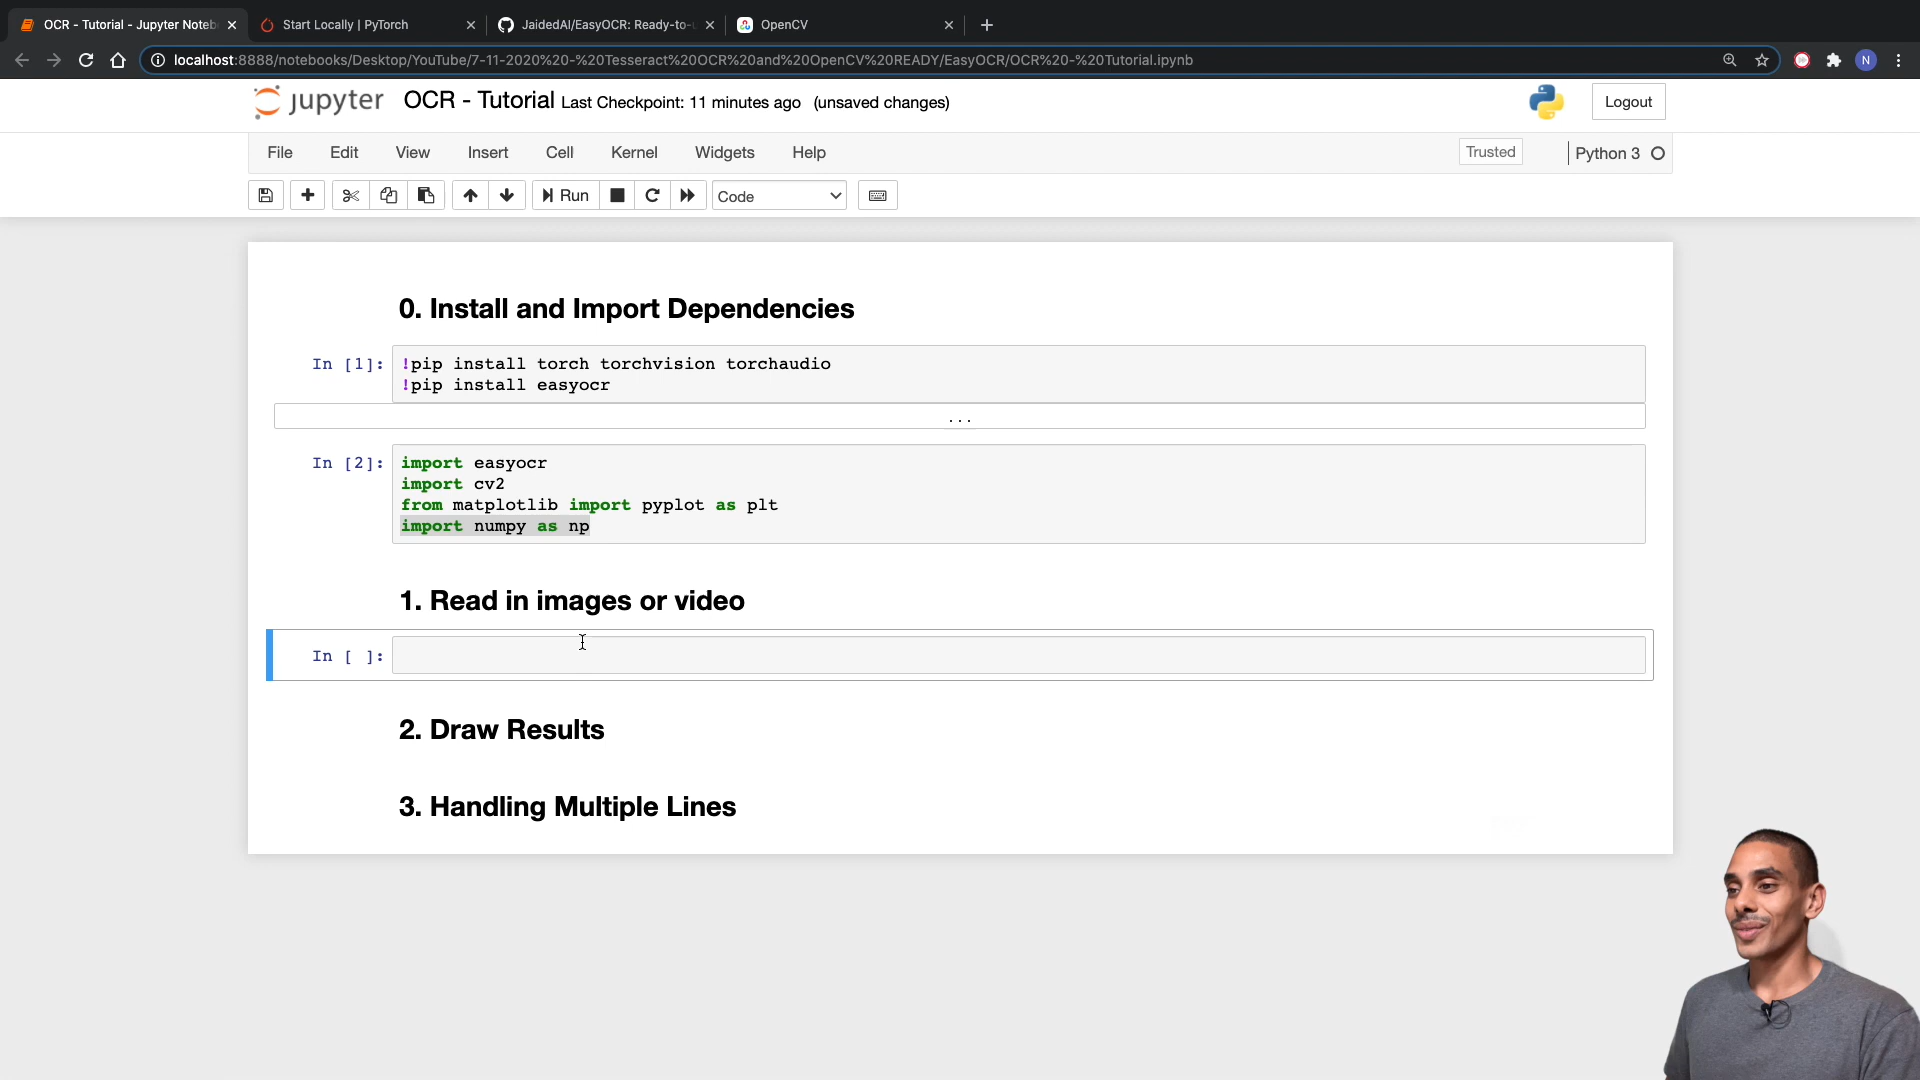 OCR - Tutorial - Jupyter Noteb
Start Locally | PyTorch
JaidedAI/EasyOCR: Ready-to-
OpenCV
localhost:8888/notebooks/Desktop/YouTube/7-11-2020%20-%20Tesseract%20OCR%20and%20OpenCV%20READY/EasyOCR/OCR%20-%20Tutorial.ipynb
N
jupyter OCR - Tutorial Last Checkpoint: 11 minutes ago (unsaved changes)
Logout
File Edit View Insert Cell Kernel Widgets Help
Trusted
Python 3
Run
Code
0. Install and Import Dependencies
In [1]: !pip install torch torchvision torchaudio
!pip install easyocr
...
In [2]: import easyocr
import cv2
from matplotlib import pyplot as plt
import numpy as np
1. Read in images or video
In [ ]:
2. Draw Results
3. Handling Multiple Lines